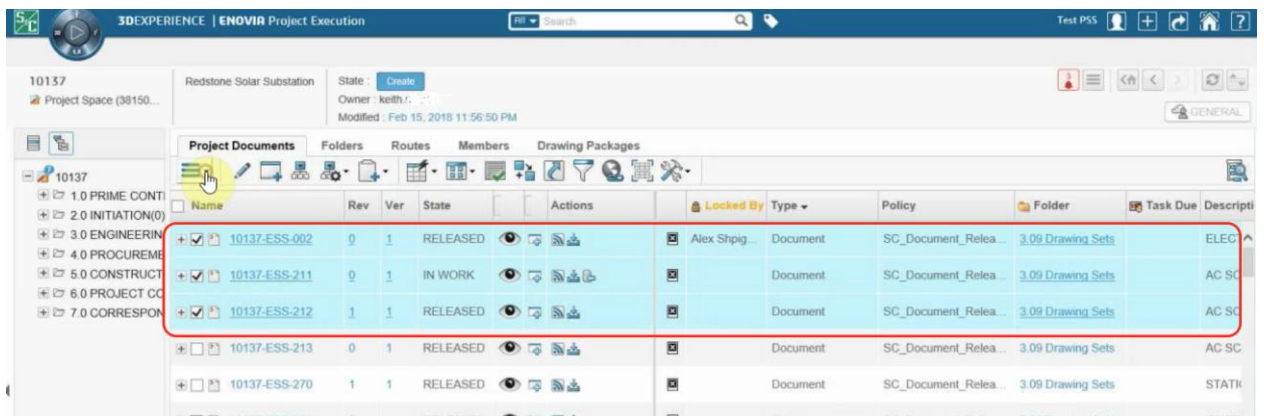 3DEXPERIENCE | ENOVIA Project Execution All Search Test PSS
10137 Redstone Solar Substation State : Create
Project Space (38150... Owner : keith.
Modified : Feb 15, 2018 11:56:50 PM GENERAL
Project Documents Folders Routes Members Drawing Packages
10137
1.0 PRIME CONTI
2.0 INITIATION(0)
3.0 ENGINEERIN
4.0 PROCUREME
5.0 CONSTRUCT
6.0 PROJECT CO
7.0 CORRESPON
Name Rev Ver State Actions Locked By Type Policy Folder Task Due Descripti
10137-ESS-002 0 1 RELEASED Alex Shpig... Document SC_Document_Relea... 3.09 Drawing Sets ELECT
10137-ESS-211 0 1 IN WORK Document SC_Document_Relea... 3.09 Drawing Sets AC SC
10137-ESS-212 1 1 RELEASED Document SC_Document_Relea... 3.09 Drawing Sets AC SC
10137-ESS-213 0 1 RELEASED Document SC_Document_Relea... 3.09 Drawing Sets AC SC
10137-ESS-270 1 1 RELEASED Document SC_Document_Relea... 3.09 Drawing Sets STATI